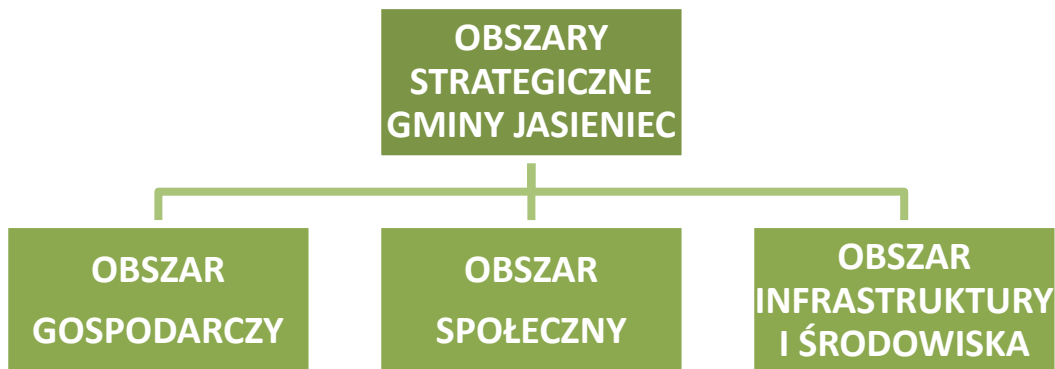 OBSZARY
STRATEGICZNE
GMINY JASIENIEC
OBSZAR
GOSPODARCZY
OBSZAR
SPOŁECZNY
OBSZAR
INFRASTRUKTURY
I ŚRODOWISKA